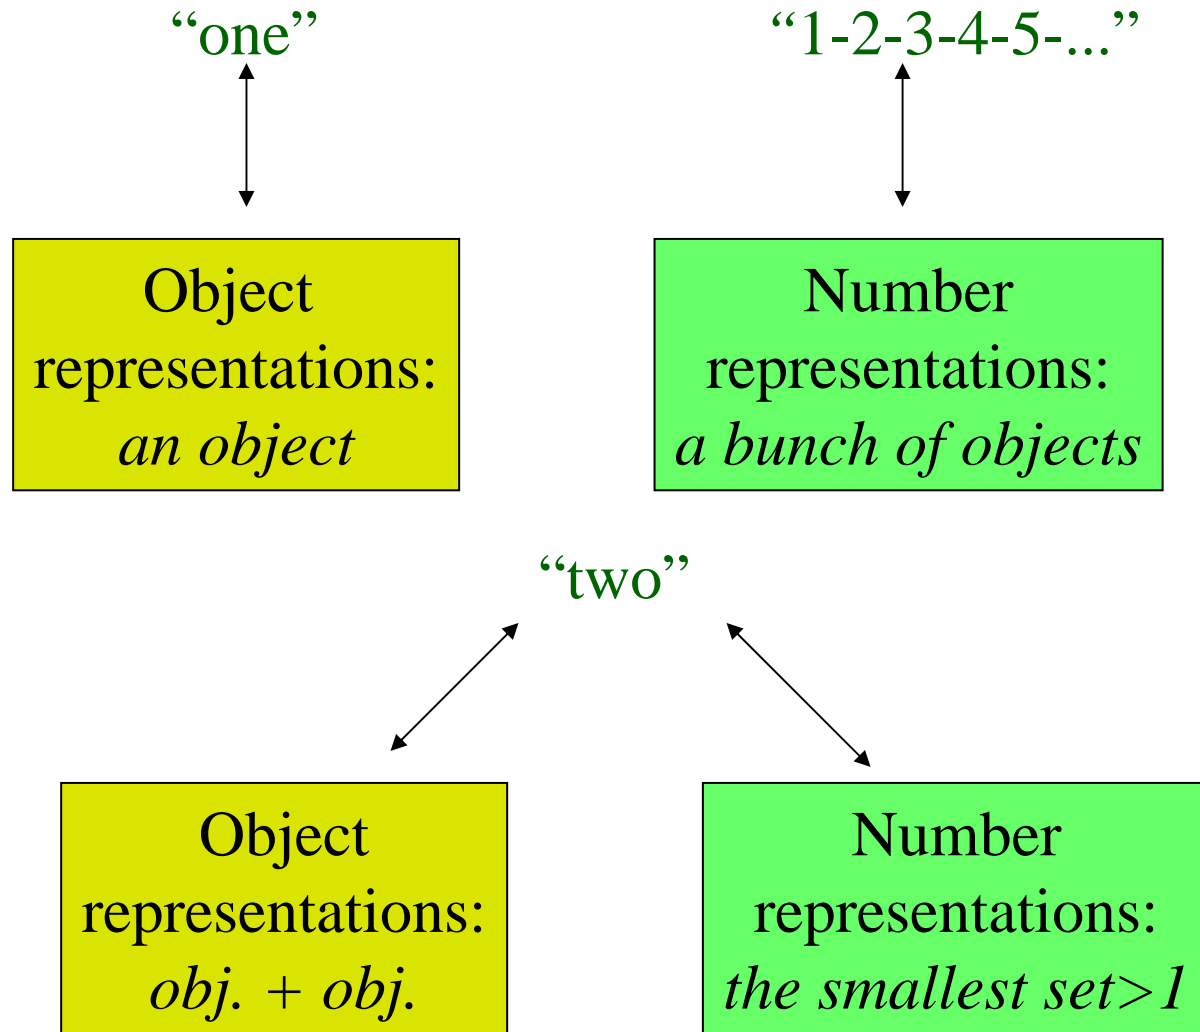 “one”
“1-2-3-4-5-...”
Object
representations:
an object
Number
representations:
a bunch of objects
“two”
Object
representations:
obj. + obj.
Number
representations:
the smallest set>1